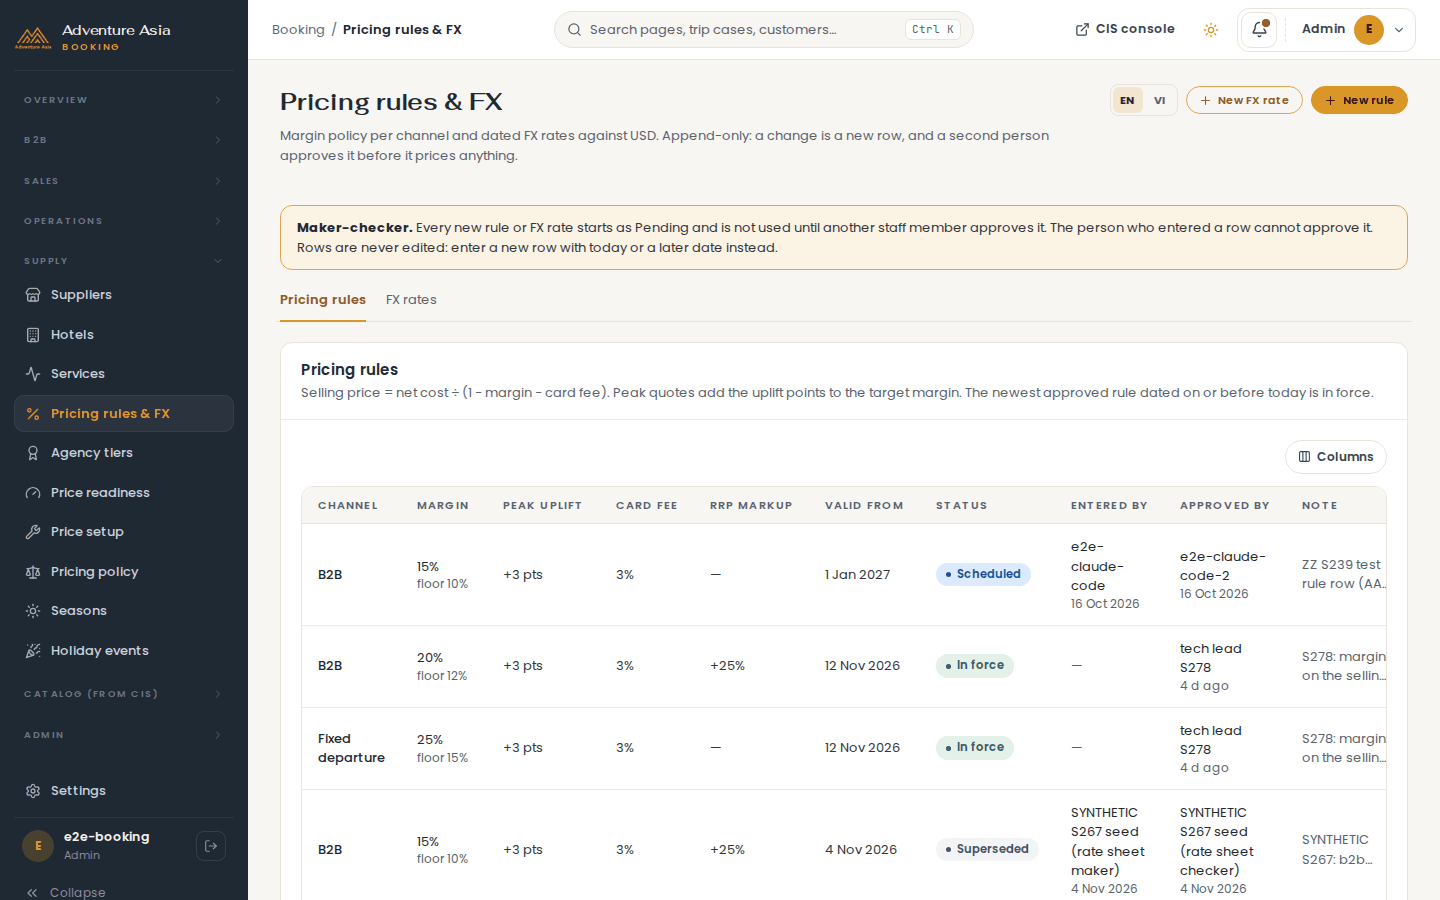 Adventure Asia
BOOKING
Adventure Asia
OVERVIEW
B2B
SALES
OPERATIONS
SUPPLY
Suppliers
Hotels
Services
Pricing rules & FX
Agency tiers
Price readiness
Price setup
Pricing policy
Seasons
Holiday events
CATALOG (FROM CIS)
ADMIN
Settings
E
e2e-booking
Admin
Collapse
Booking / Pricing rules & FX
Search pages, trip cases, customers...
Ctrl K
CIS console
Admin
E
Pricing rules & FX
EN
VI
New FX rate
New rule
Margin policy per channel and dated FX rates against USD. Append-only: a change is a new row, and a second person
approves it before it prices anything.
Maker-checker. Every new rule or FX rate starts as Pending and is not used until another staff member approves it. The person who entered a row cannot approve it.
Rows are never edited: enter a new row with today or a later date instead.
Pricing rules
FX rates
Pricing rules
Selling price = net cost ÷ (1 − margin − card fee). Peak quotes add the uplift points to the target margin. The newest approved rule dated on or before today is in force.
Columns
CHANNEL MARGIN PEAK UPLIFT CARD FEE RRP MARKUP VALID FROM STATUS ENTERED BY APPROVED BY NOTE
B2B
15%
floor 10%
+3 pts
3%
—
1 Jan 2027
Scheduled
e2e-
claude-
code
16 Oct 2026
e2e-claude-
code-2
16 Oct 2026
ZZ S239 test
rule row (AA...
B2B
20%
floor 12%
+3 pts
3%
+25%
12 Nov 2026
In force
—
tech lead
S278
4 d ago
S278: margin
on the sellin...
Fixed
departure
25%
floor 15%
+3 pts
3%
—
12 Nov 2026
In force
—
tech lead
S278
4 d ago
S278: margin
on the sellin...
B2B
15%
floor 10%
+3 pts
3%
+25%
4 Nov 2026
Superseded
SYNTHETIC
S267 seed
(rate sheet
maker)
4 Nov 2026
SYNTHETIC
S267 seed
(rate sheet
checker)
4 Nov 2026
SYNTHETIC
S267: b2b...